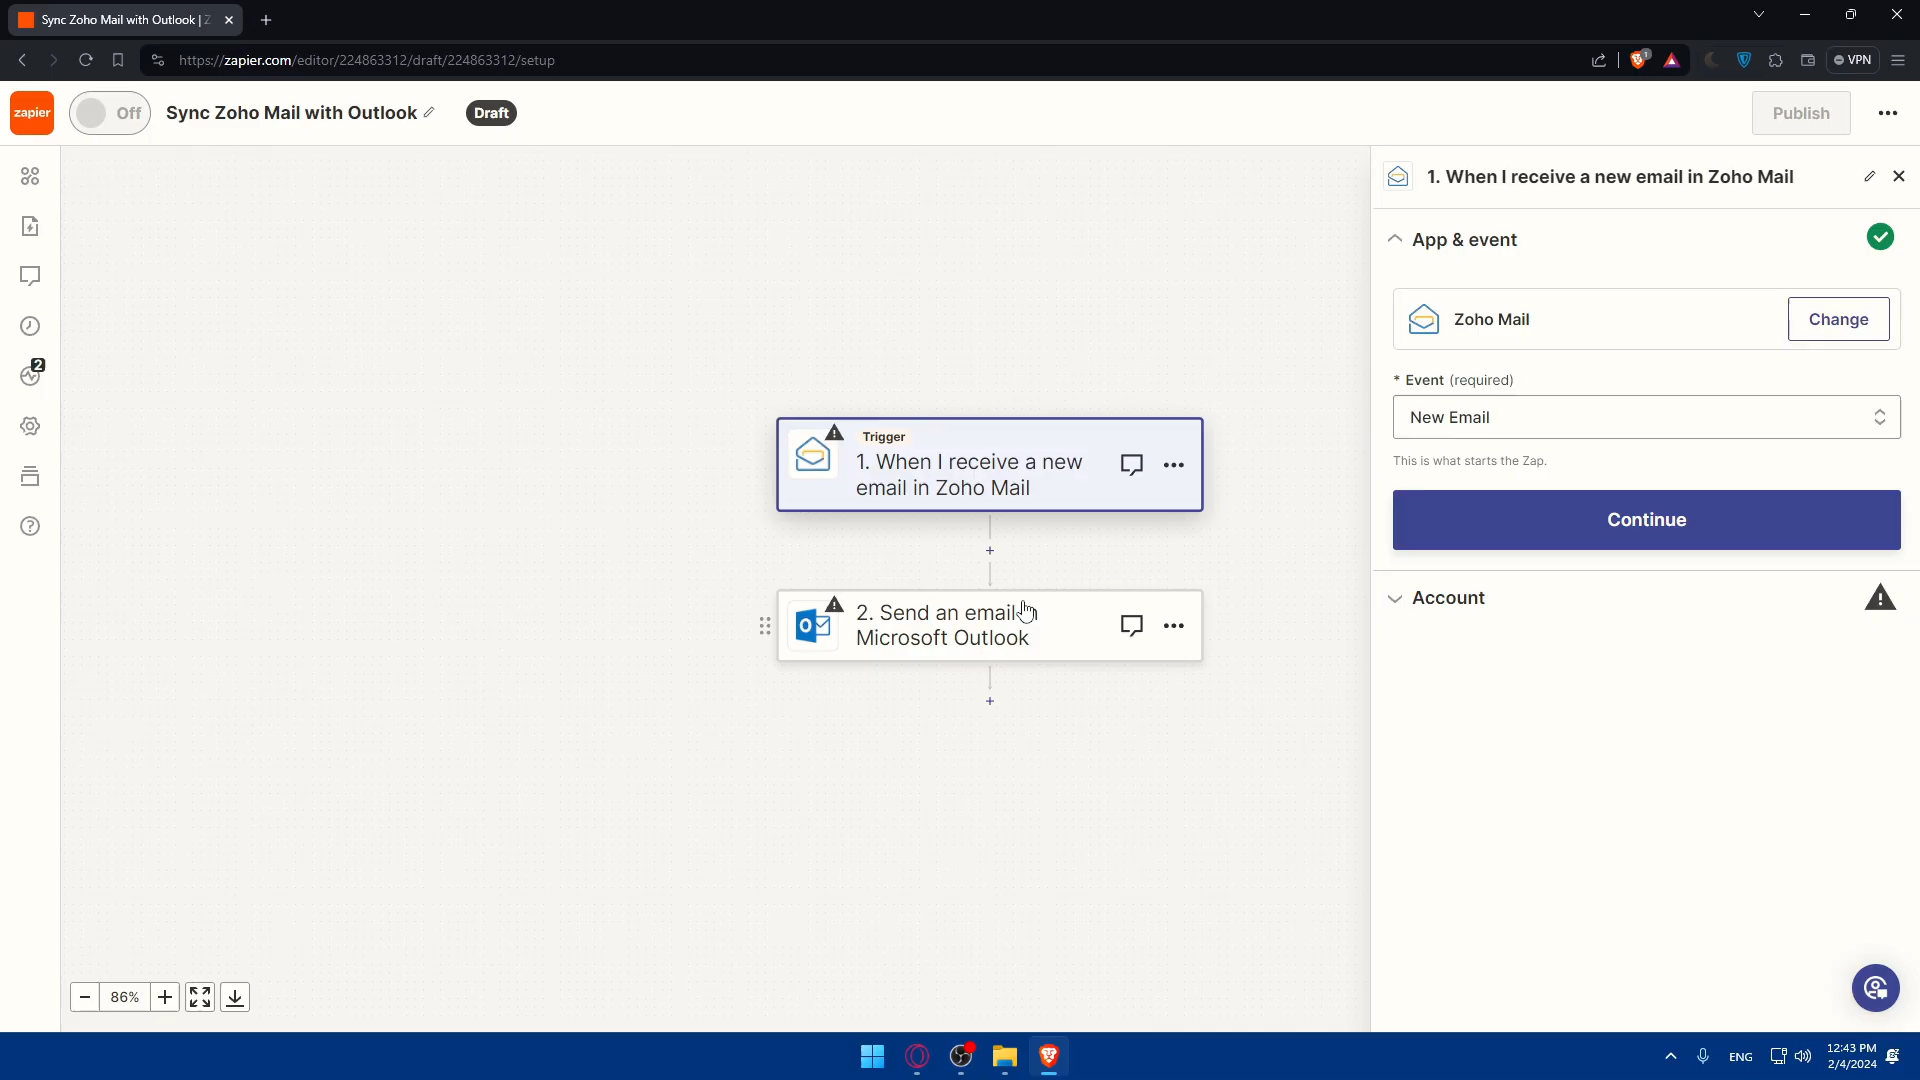 Sync Zoho Mail with Outlook | Z
https://zapier.com/editor/224863312/draft/224863312/setup
1
VPN
zapier
Off
Sync Zoho Mail with Outlook
Draft
Publish
1. When I receive a new email in Zoho Mail
App & event
Zoho Mail
Change
* Event (required)
New Email
This is what starts the Zap.
Continue
Account
2
Trigger
1. When I receive a new
email in Zoho Mail
2. Send an email
Microsoft Outlook
86%
ENG
12:43 PM
2/4/2024